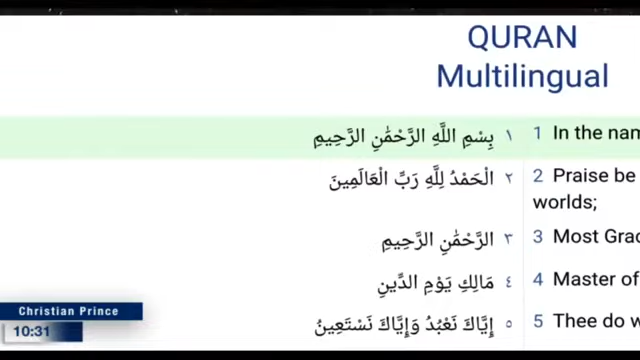 QURAN
Multilingual
بِسْمِ اللَّهِ الرَّحْمَٰنِ الرَّحِيمِ ١
1 In the
الْحَمْدُ لِلَّهِ رَبِّ الْعَالَمِينَ ٢
2 Praise be
worlds;
الرَّحْمَٰنِ الرَّحِيمِ ٣
3 Most
مَالِكِ يَوْمِ الدِّينِ ٤
4 Master of
إِيَّاكَ نَعْبُدُ وَإِيَّاكَ نَسْتَعِينُ ٥
5 Thee do
Christian Prince
10:31